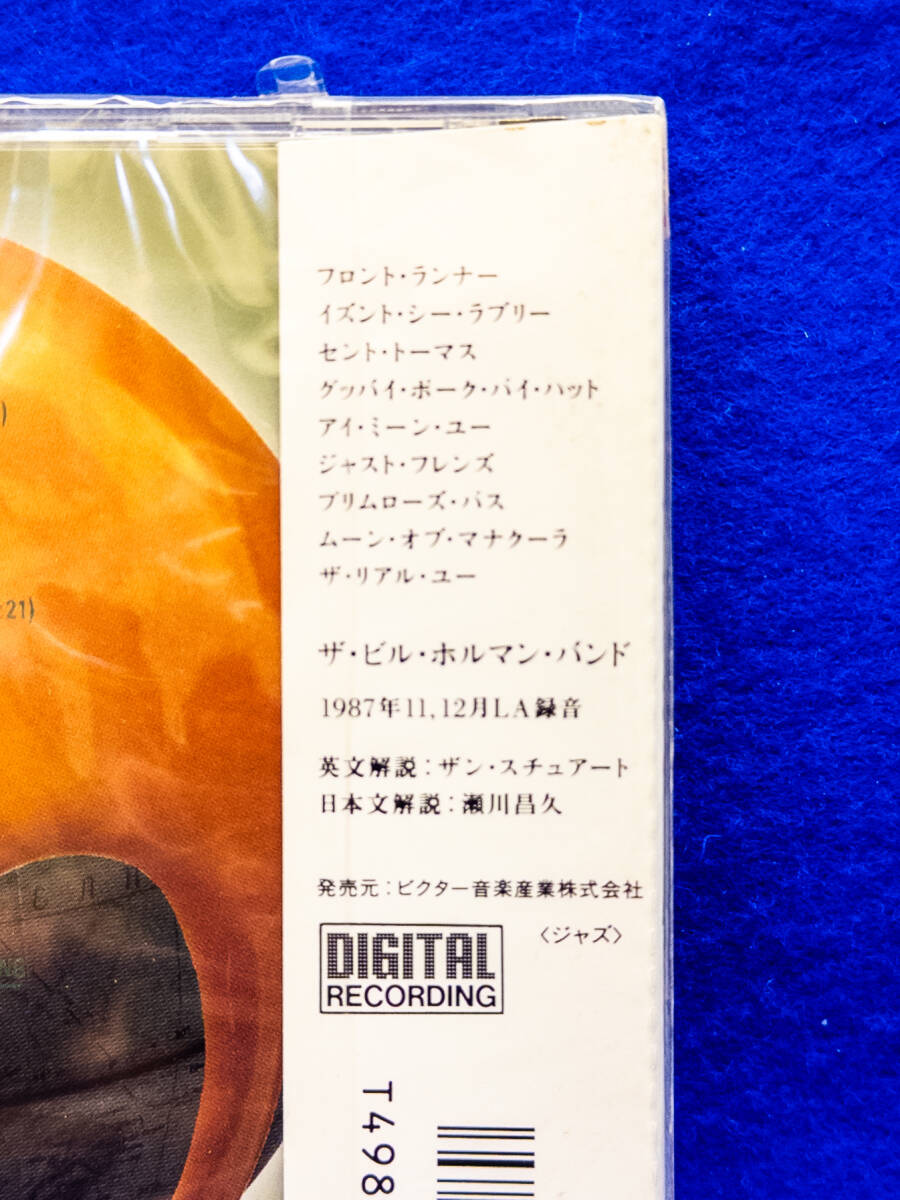 フロント・ランナー
イズント・シー・ラブリー
セント・トーマス
グッバイ・ポーク・パイ・ハット
アイ・ミーン・ユー
ジャスト・フレンズ
プリムローズ・パス
ムーン・オブ・マナクーラ
ザ・リアル・ユー
ザ・ビル・ホルマン・バンド
1987年11,12月LA録音
英文解説：ザン・スチュアート
日本文解説：瀬川昌久
発売元：ビクター音楽産業株式会社
〈ジャズ〉
DIGITAL
RECORDING
T498
)
:21)